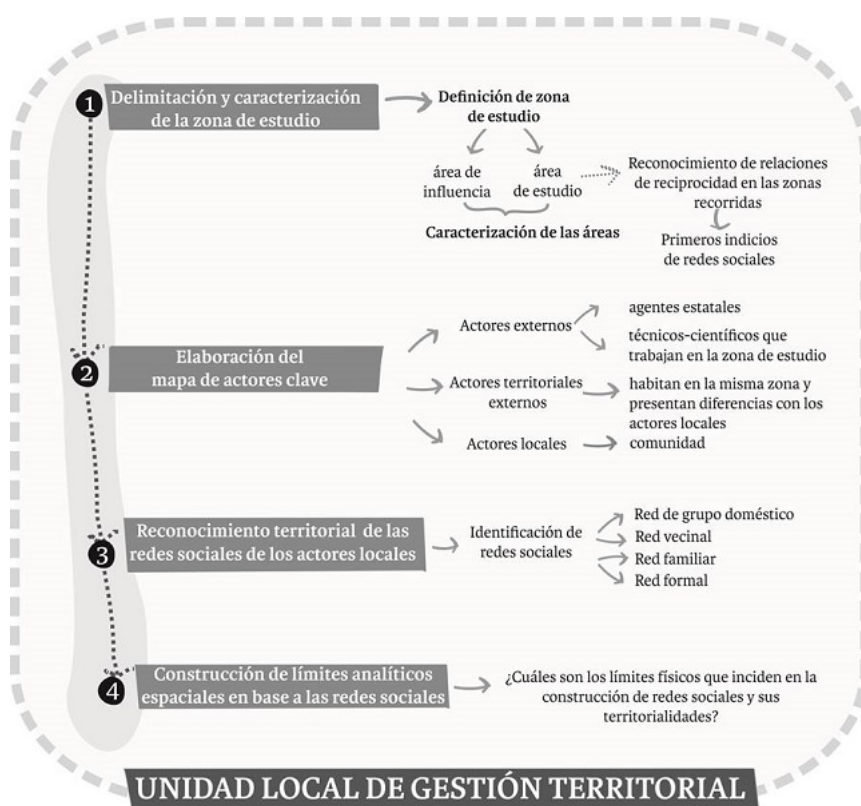 1
Delimitación y caracterización
de la zona de estudio
Definición de zona
de estudio
área de
influencia
área
de estudio
Caracterización de las áreas
Reconocimiento de relaciones
de reciprocidad en las zonas
recorridas
Primeros indicios
de redes sociales
2
Elaboración del
mapa de actores clave
Actores externos
agentes estatales
técnicos-científicos que
trabajan en la zona de estudio
Actores territoriales
externos
habitan en la misma zona y
presentan diferencias con los
actores locales
Actores locales
comunidad
3
Reconocimiento territorial de las
redes sociales de los actores locales
Identificación de
redes sociales
Red de grupo doméstico
Red vecinal
Red familiar
Red formal
4
Construcción de límites analíticos
espaciales en base a las redes sociales
¿Cuáles son los límites físicos que inciden en la
construcción de redes sociales y sus
territorialidades?
UNIDAD LOCAL DE GESTIÓN TERRITORIAL